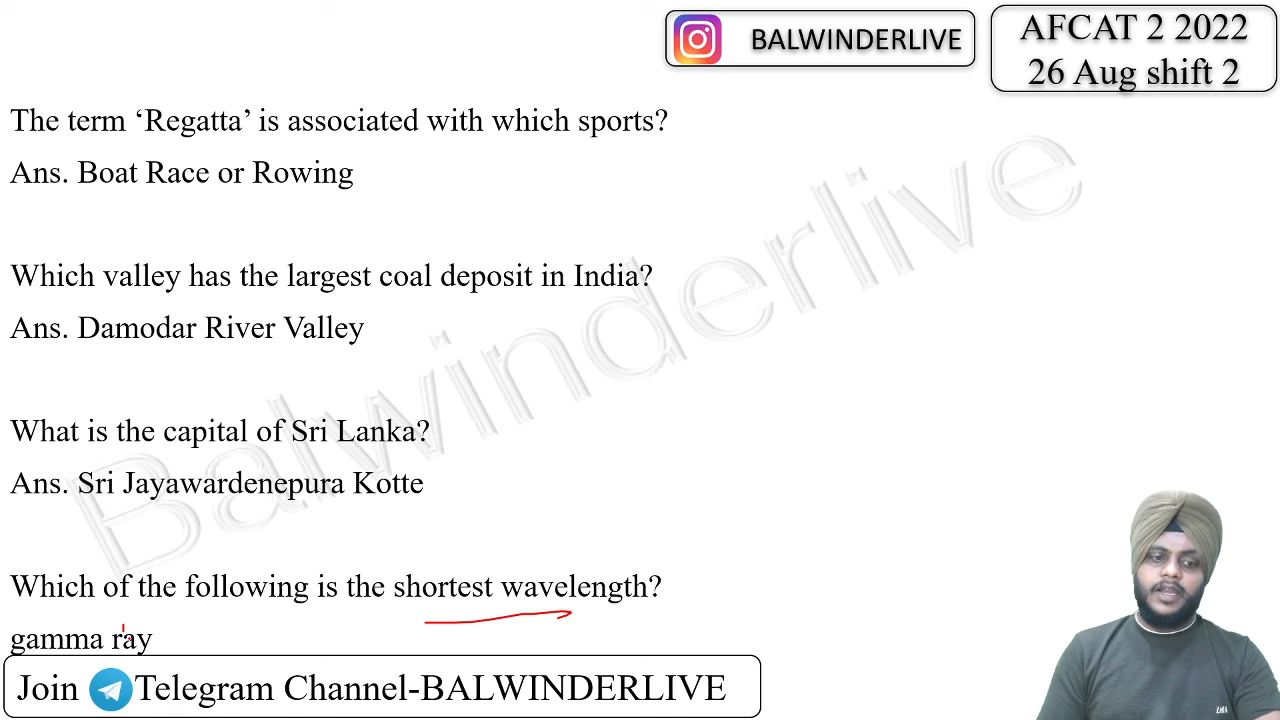 BALWINDERLIVE
AFCAT 2 2022
26 Aug shift 2
The term ‘Regatta’ is associated with which sports?
Ans. Boat Race or Rowing
Which valley has the largest coal deposit in India?
Ans. Damodar River Valley
What is the capital of Sri Lanka?
Ans. Sri Jayawardenepura Kotte
Which of the following is the shortest wavelength?
gamma ray
Join Telegram Channel-BALWINDERLIVE
Balwinderlive